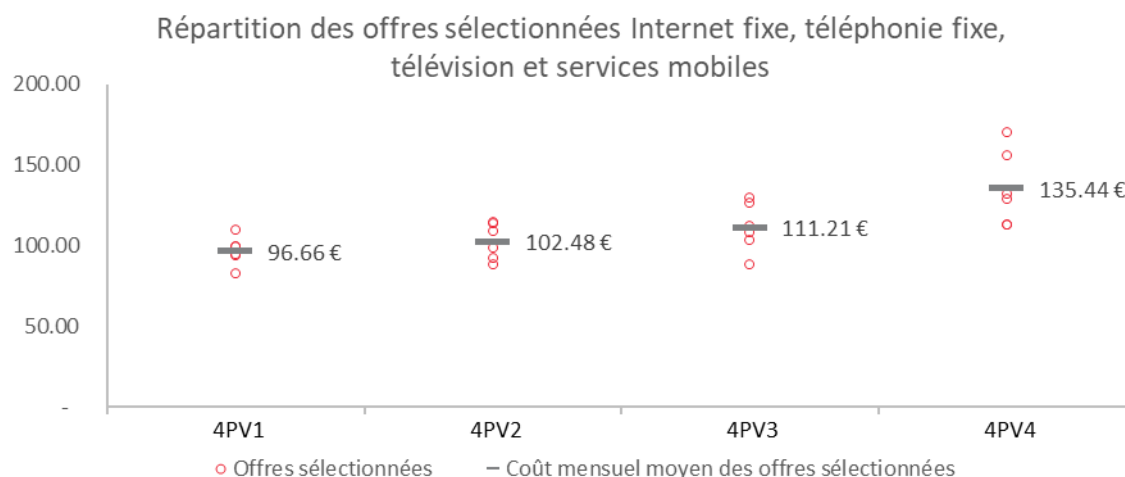 Répartition des offres sélectionnées Internet fixe, téléphonie fixe,
télévision et services mobiles
200.00
150.00
100.00
50.00
-
96.66 €
102.48 €
111.21 €
135.44 €
4PV1
4PV2
4PV3
4PV4
Offres sélectionnées
Coût mensuel moyen des offres sélectionnées